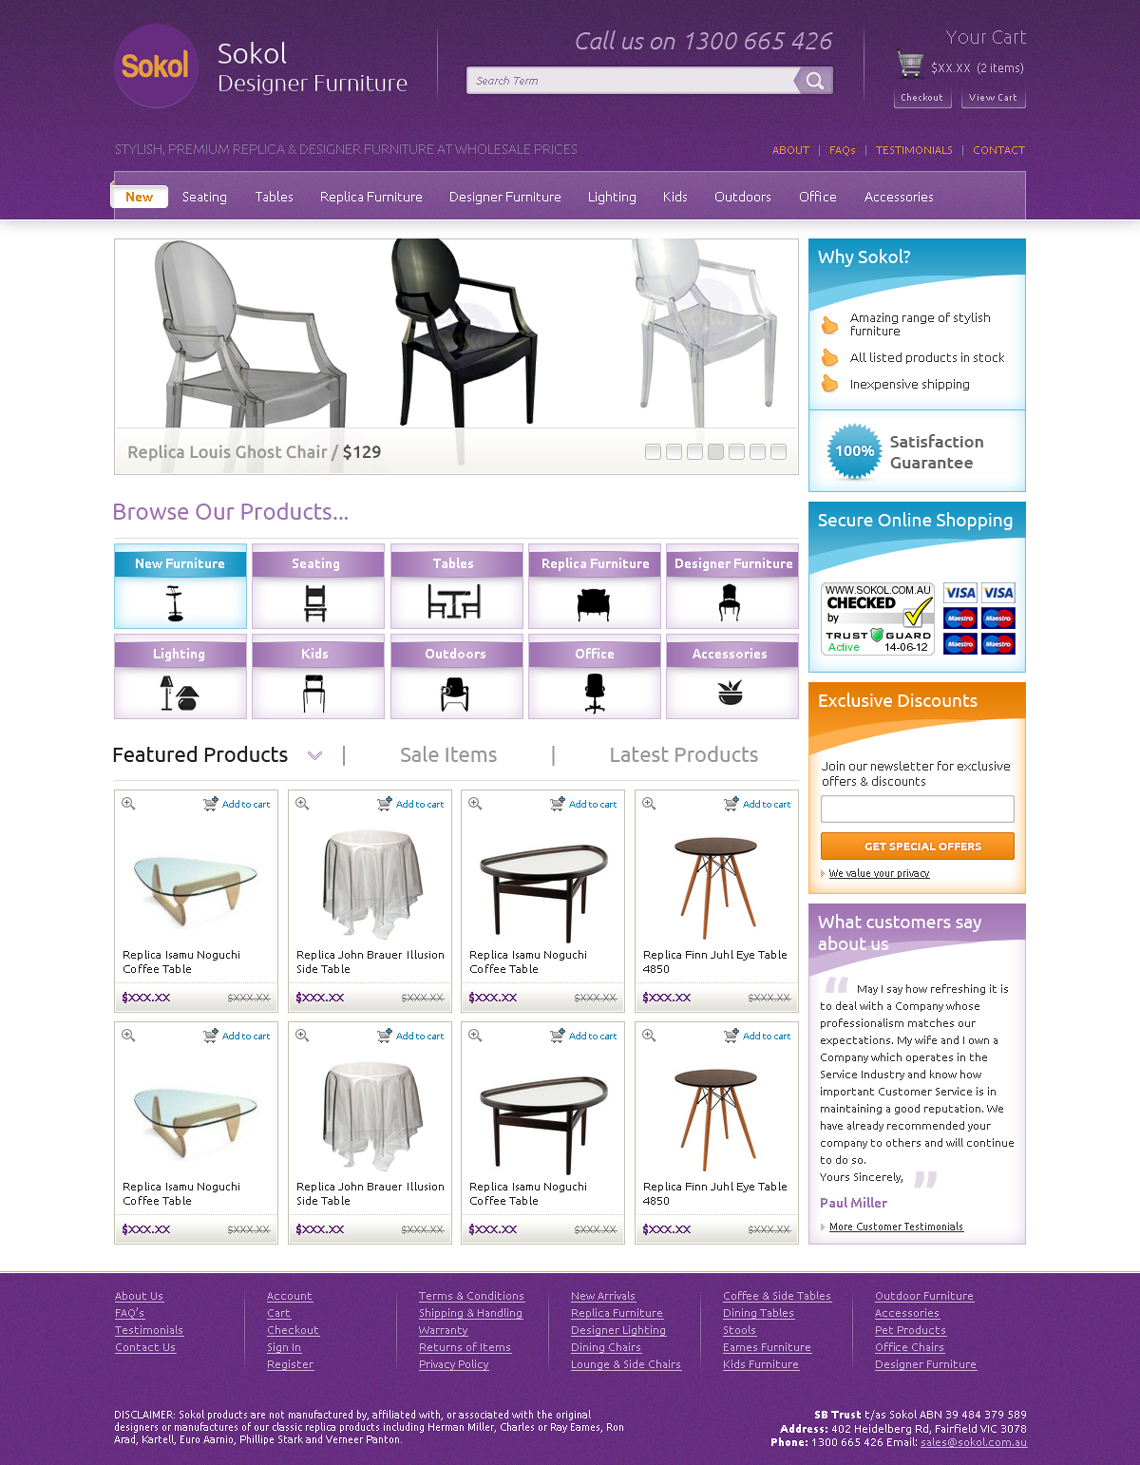 Sokol
Sokol
Designer Furniture
Call us on 1300 665 426
Search Term
Your Cart
$XX.XX (2 items)
Checkout
View Cart
STYLISH, PREMIUM REPLICA & DESIGNER FURNITURE AT WHOLESALE PRICES
ABOUT | FAQs | TESTIMONIALS | CONTACT
New Seating Tables Replica Furniture Designer Furniture Lighting Kids Outdoors Office Accessories
Replica Louis Ghost Chair / $129
Why Sokol?
Amazing range of stylish
furniture
All listed products in stock
Inexpensive shipping
100%
Satisfaction
Guarantee
Browse Our Products...
New Furniture Seating Tables Replica Furniture Designer Furniture
Lighting Kids Outdoors Office Accessories
Secure Online Shopping
WWW.SOKOL.COM.AU
CHECKED
by
TRUST GUARD
Active 14-06-12
VISA VISA
Maestro Maestro
Maestro Maestro
Exclusive Discounts
Join our newsletter for exclusive
offers & discounts
GET SPECIAL OFFERS
We value your privacy
Featured Products | Sale Items | Latest Products
Add to cart Add to cart Add to cart Add to cart
Replica Isamu Noguchi
Coffee Table
$XXX.XX $XXX.XX
Replica John Brauer Illusion
Side Table
$XXX.XX $XXX.XX
Replica Isamu Noguchi
Coffee Table
$XXX.XX $XXX.XX
Replica Finn Juhl Eye Table
4850
$XXX.XX $XXX.XX
Add to cart Add to cart Add to cart Add to cart
Replica Isamu Noguchi
Coffee Table
$XXX.XX $XXX.XX
Replica John Brauer Illusion
Side Table
$XXX.XX $XXX.XX
Replica Isamu Noguchi
Coffee Table
$XXX.XX $XXX.XX
Replica Finn Juhl Eye Table
4850
$XXX.XX $XXX.XX
What customers say
about us
“ May I say how refreshing it is
to deal with a Company whose
professionalism matches our
expectations. My wife and I own a
Company which operates in the
Service Industry and know how
important Customer Service is in
maintaining a good reputation. We
have already recommended your
company to others and will continue
to do so.
Yours Sincerely, ”
Paul Miller
More Customer Testimonials
About Us
FAQ's
Testimonials
Contact Us
Account
Cart
Checkout
Sign In
Register
Terms & Conditions
Shipping & Handling
Warranty
Returns of Items
Privacy Policy
New Arrivals
Replica Furniture
Designer Lighting
Dining Chairs
Lounge & Side Chairs
Coffee & Side Tables
Dining Tables
Stools
Eames Furniture
Kids Furniture
Outdoor Furniture
Accessories
Pet Products
Office Chairs
Designer Furniture
DISCLAIMER: Sokol products are not manufactured by, affiliated with, or associated with the original
designers or manufactures of our classic replica products including Herman Miller, Charles or Ray Eames, Ron
Arad, Kartell, Euro Aarnio, Phillipe Stark and Verneer Panton.
SB Trust t/as Sokol ABN 39 484 379 589
Address: 402 Heidelberg Rd, Fairfield VIC 3078
Phone: 1300 665 426 Email: sales@sokol.com.au